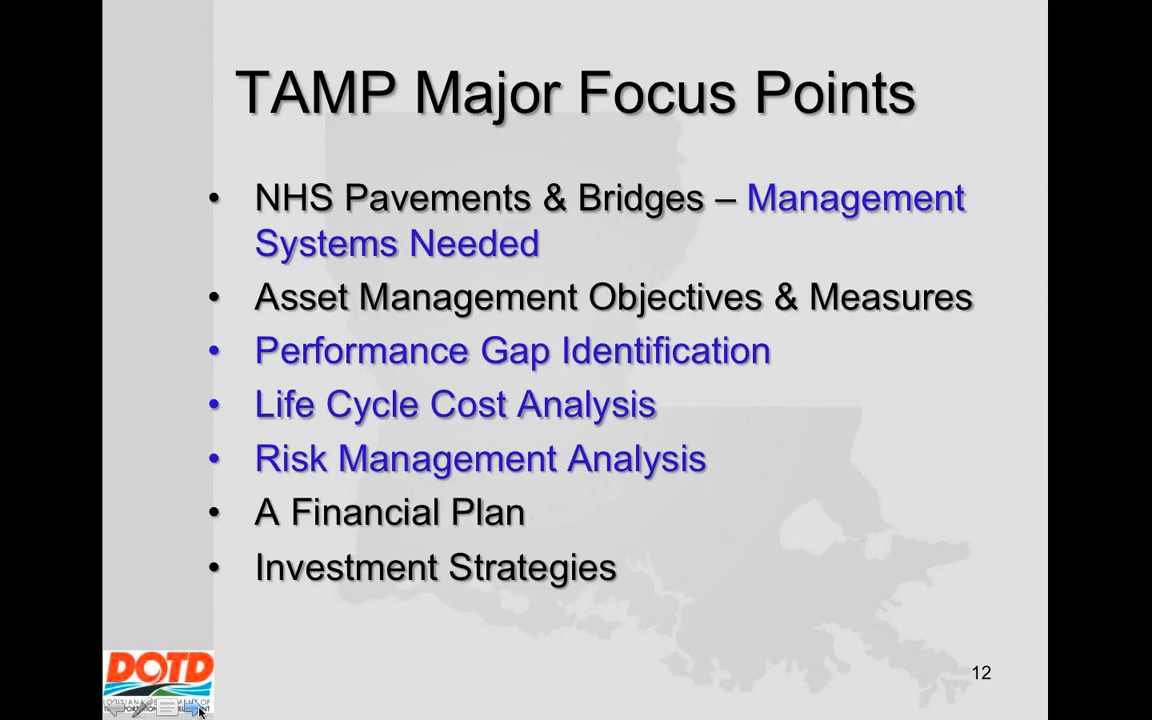 TAMP Major Focus Points
• NHS Pavements & Bridges – Management
Systems Needed
• Asset Management Objectives & Measures
• Performance Gap Identification
• Life Cycle Cost Analysis
• Risk Management Analysis
• A Financial Plan
• Investment Strategies
DOTD
12